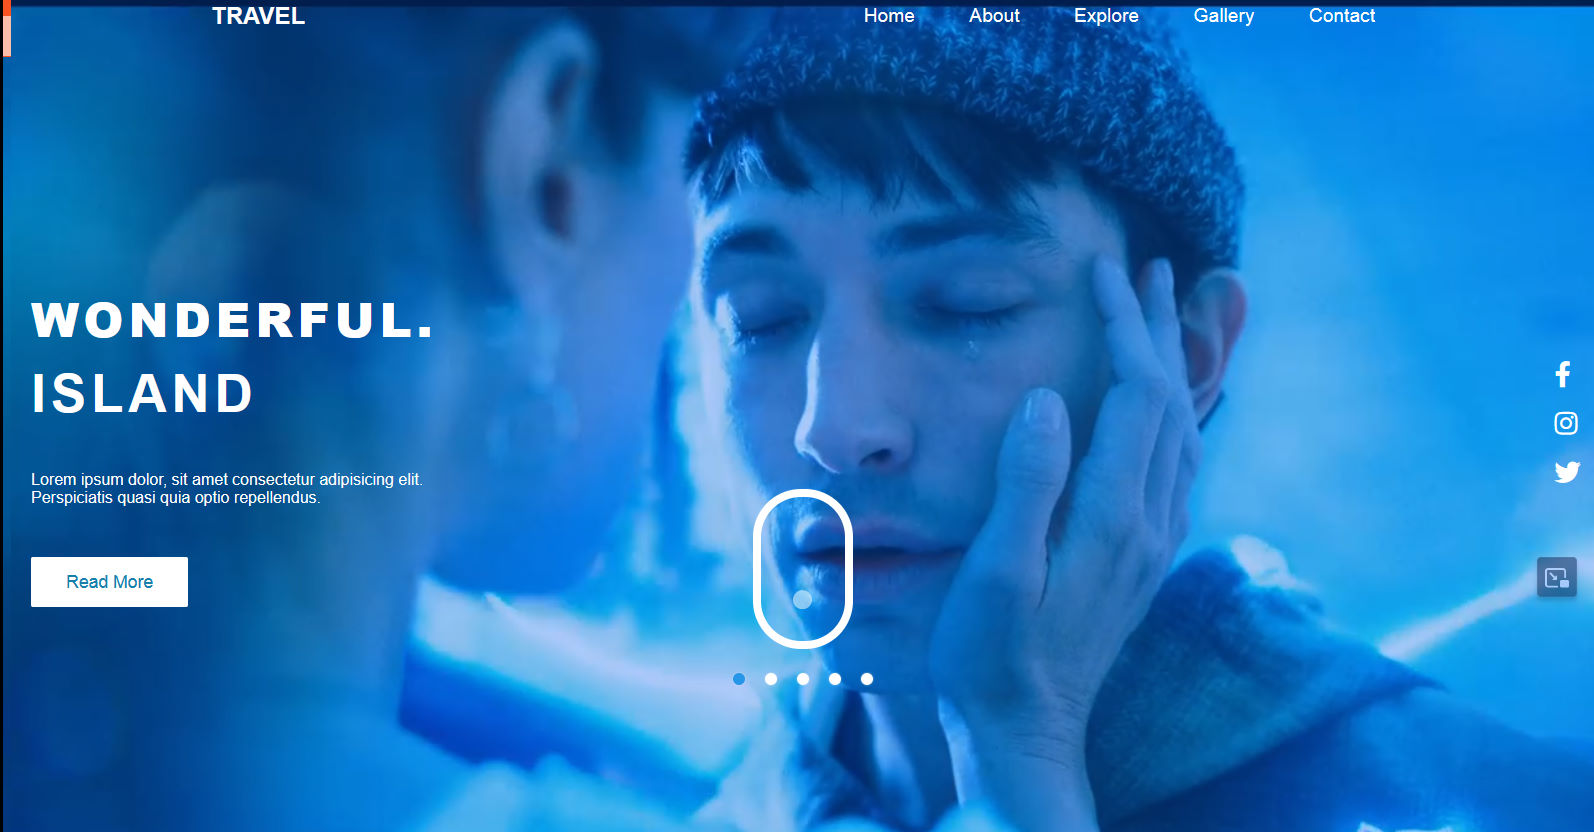 TRAVEL
Home About Explore Gallery Contact
WONDERFUL.
ISLAND
Lorem ipsum dolor, sit amet consectetur adipisicing elit.
Perspiciatis quasi quia optio repellendus.
Read More